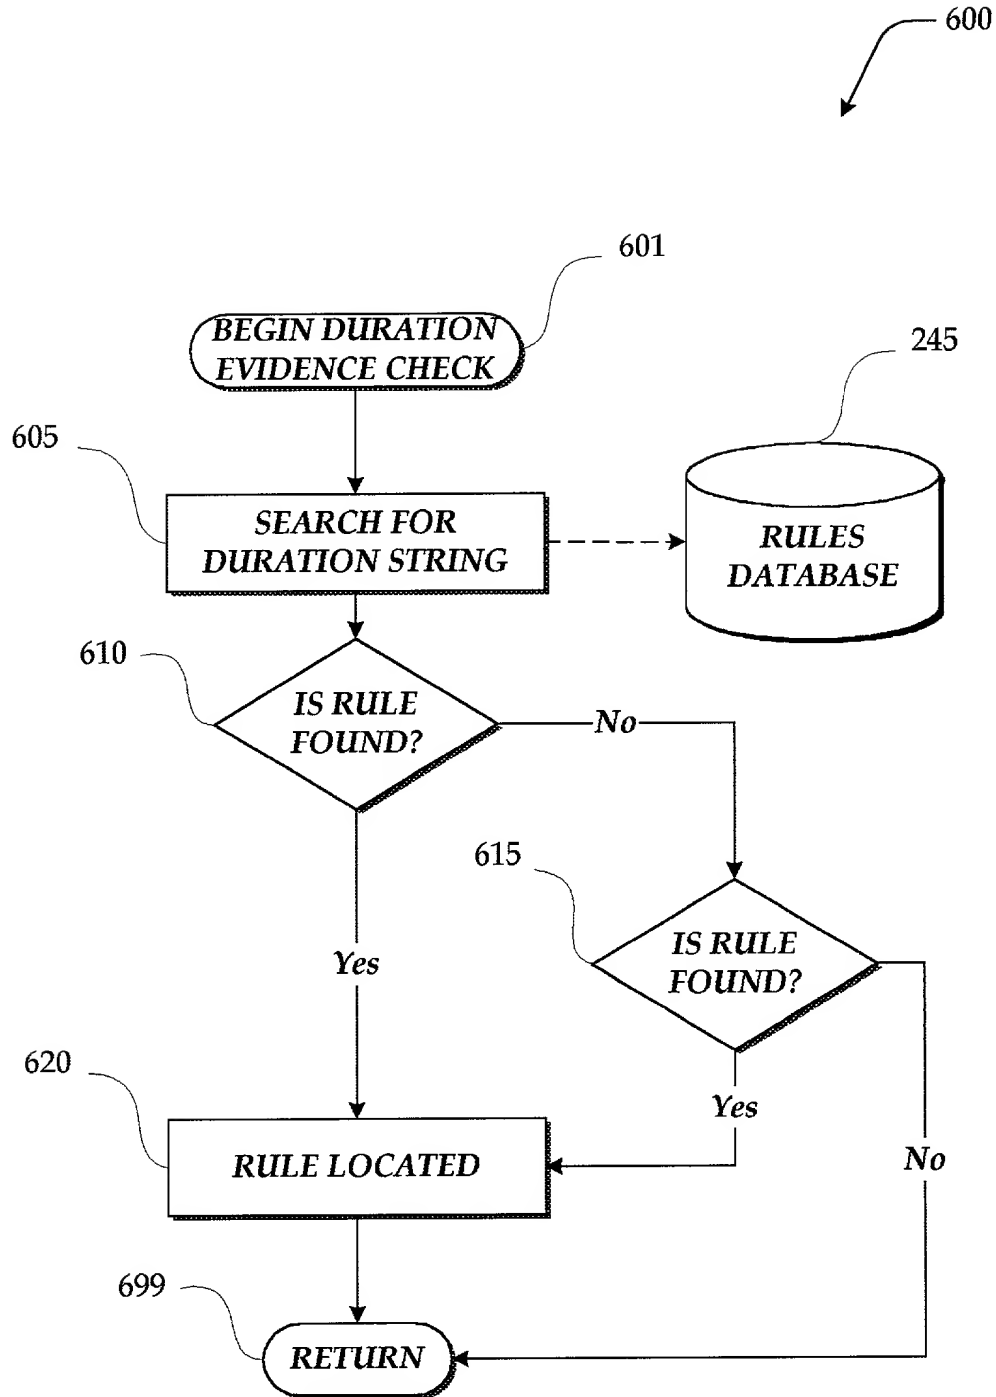 600
601
BEGIN DURATION
EVIDENCE CHECK
245
605
SEARCH FOR
DURATION STRING
RULES
DATABASE
610
IS RULE
FOUND?
No
615
IS RULE
FOUND?
Yes
620
Yes
RULE LOCATED
No
699
RETURN